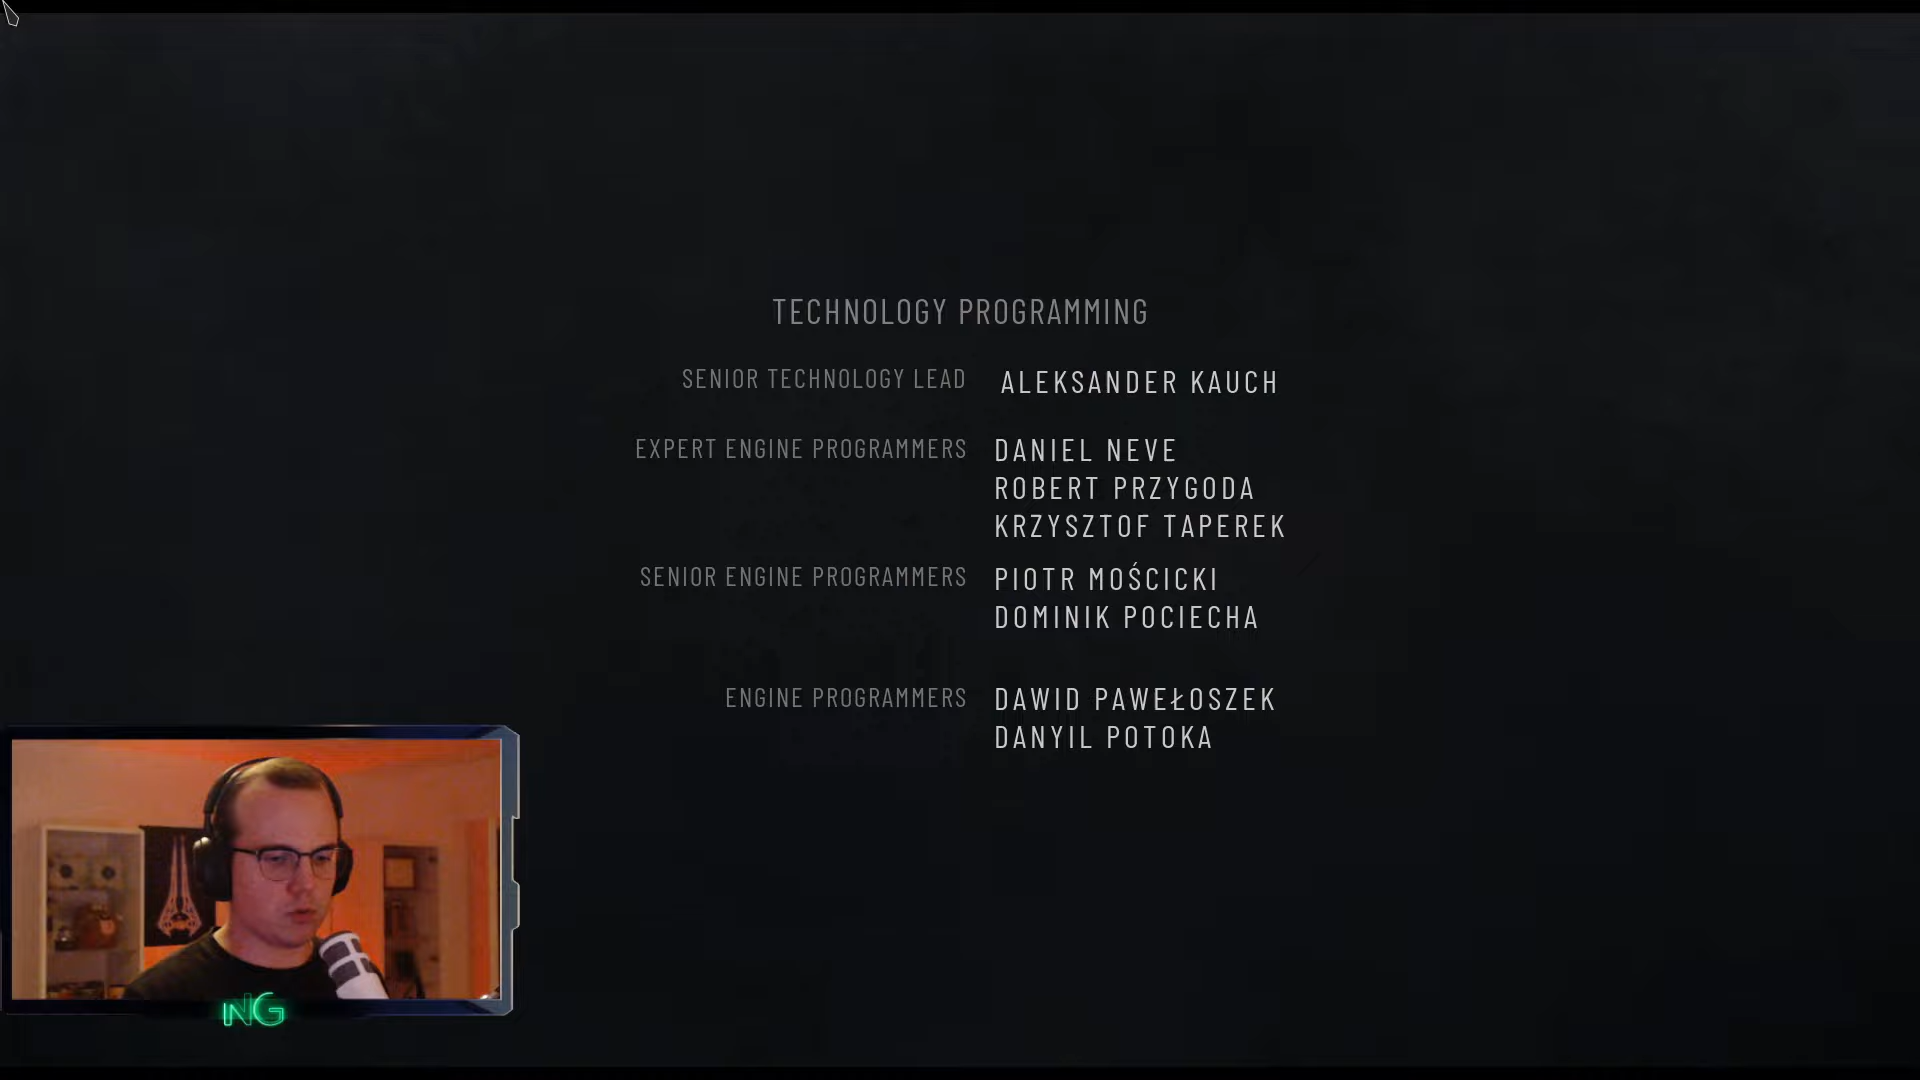 TECHNOLOGY PROGRAMMING
SENIOR TECHNOLOGY LEAD ALEKSANDER KAUCH
EXPERT ENGINE PROGRAMMERS DANIEL NEVE
ROBERT PRZYGODA
KRZYSZTOF TAPEREK
SENIOR ENGINE PROGRAMMERS PIOTR MOŚCICKI
DOMINIK POCIECHA
ENGINE PROGRAMMERS DAWID PAWEŁOSZEK
DANYIL POTOKA
NG